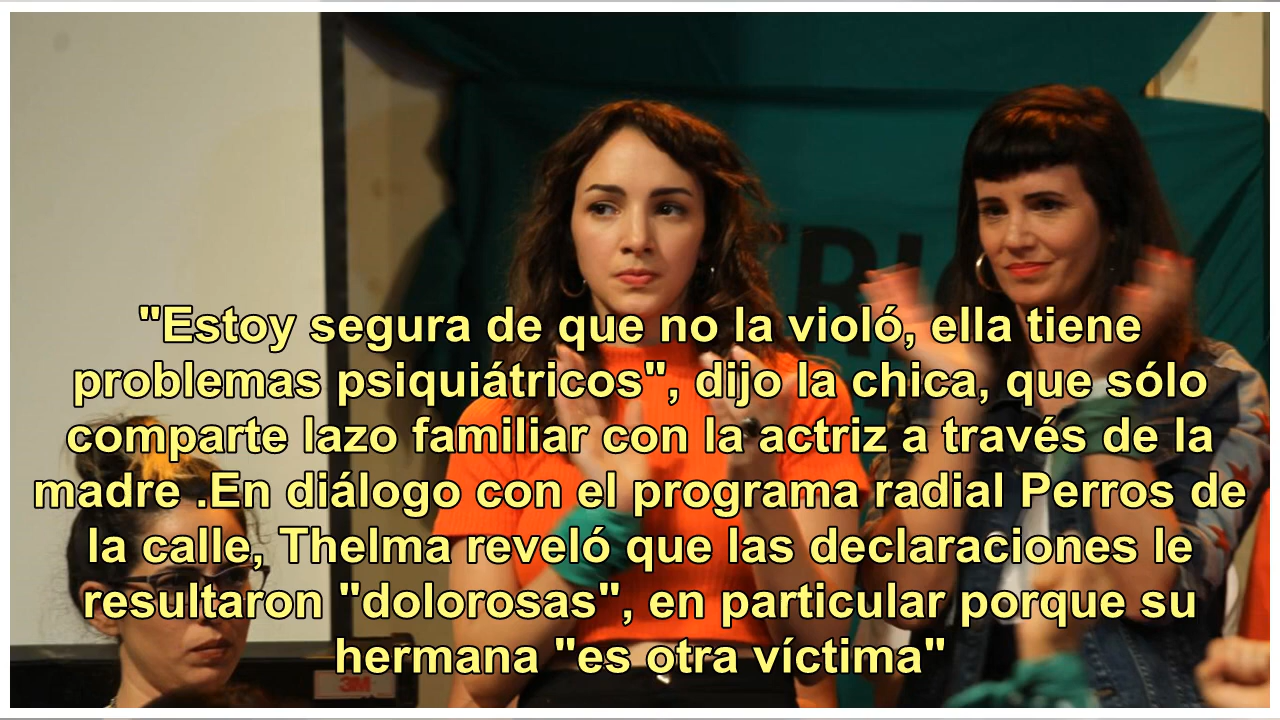 TRI
"Estoy segura de que no la violó, ella tiene
problemas psiquiátricos", dijo la chica, que sólo
comparte lazo familiar con la actriz a través de la
madre .En diálogo con el programa radial Perros de
la calle, Thelma reveló que las declaraciones le
resultaron "dolorosas", en particular porque su
hermana "es otra víctima"
3M